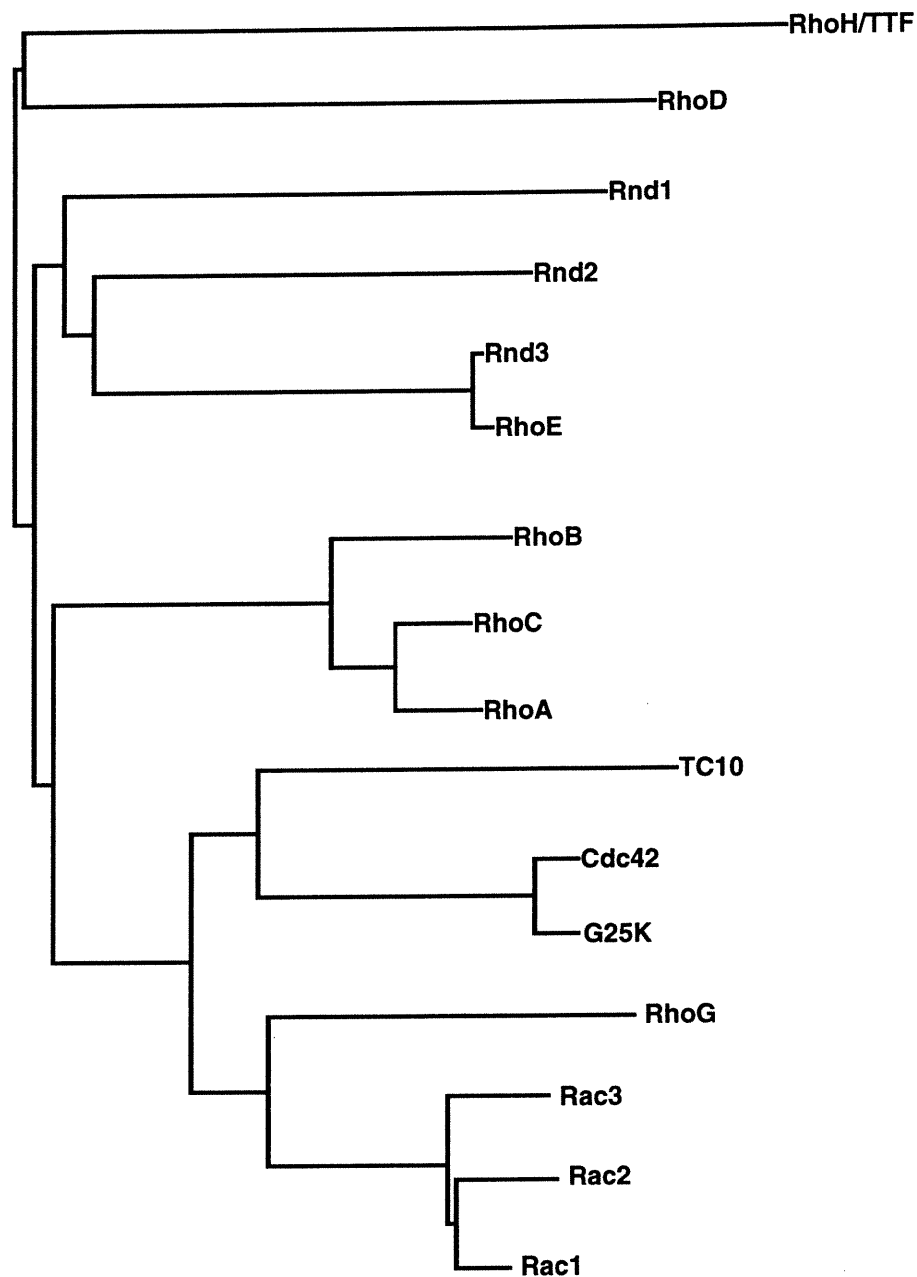 RhoH/TTF
RhoD
Rnd1
Rnd2
Rnd3
RhoE
RhoB
RhoC
RhoA
TC10
Cdc42
G25K
RhoG
Rac3
Rac2
Rac1